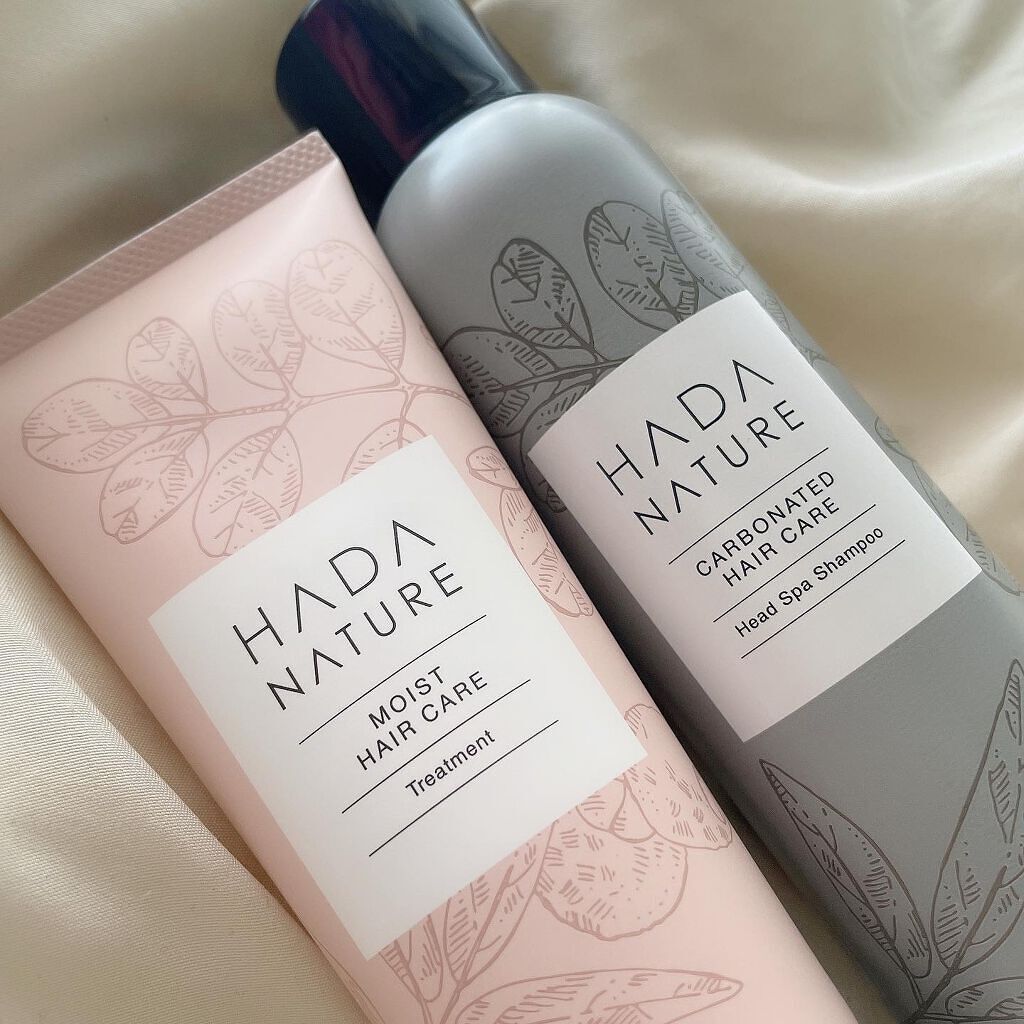 HADA
NATURE
MOIST
HAIR CARE
Treatment
HADA
NATURE
CARBONATED
HAIR CARE
Head Spa Shampoo